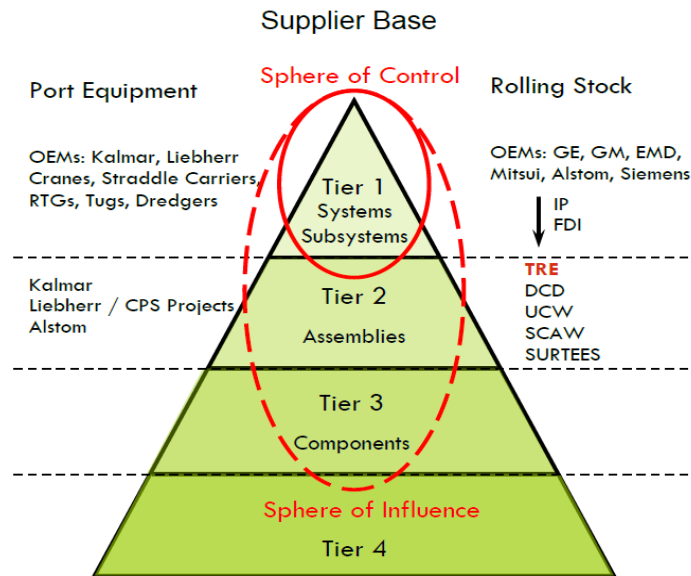 Supplier Base
Sphere of Control
Port Equipment
OEMs: Kalmar, Liebherr
Cranes, Straddle Carriers,
RTGs, Tugs, Dredgers
Kalmar
Liebherr / CPS Projects
Alstom
Tier 1
Systems
Subsystems
Tier 2
Assemblies
Tier 3
Components
Sphere of Influence
Tier 4
Rolling Stock
OEMs: GE, GM, EMD,
Mitsui, Alstom, Siemens
IP
FDI
TRE
DCD
UCW
SCAW
SURTEES